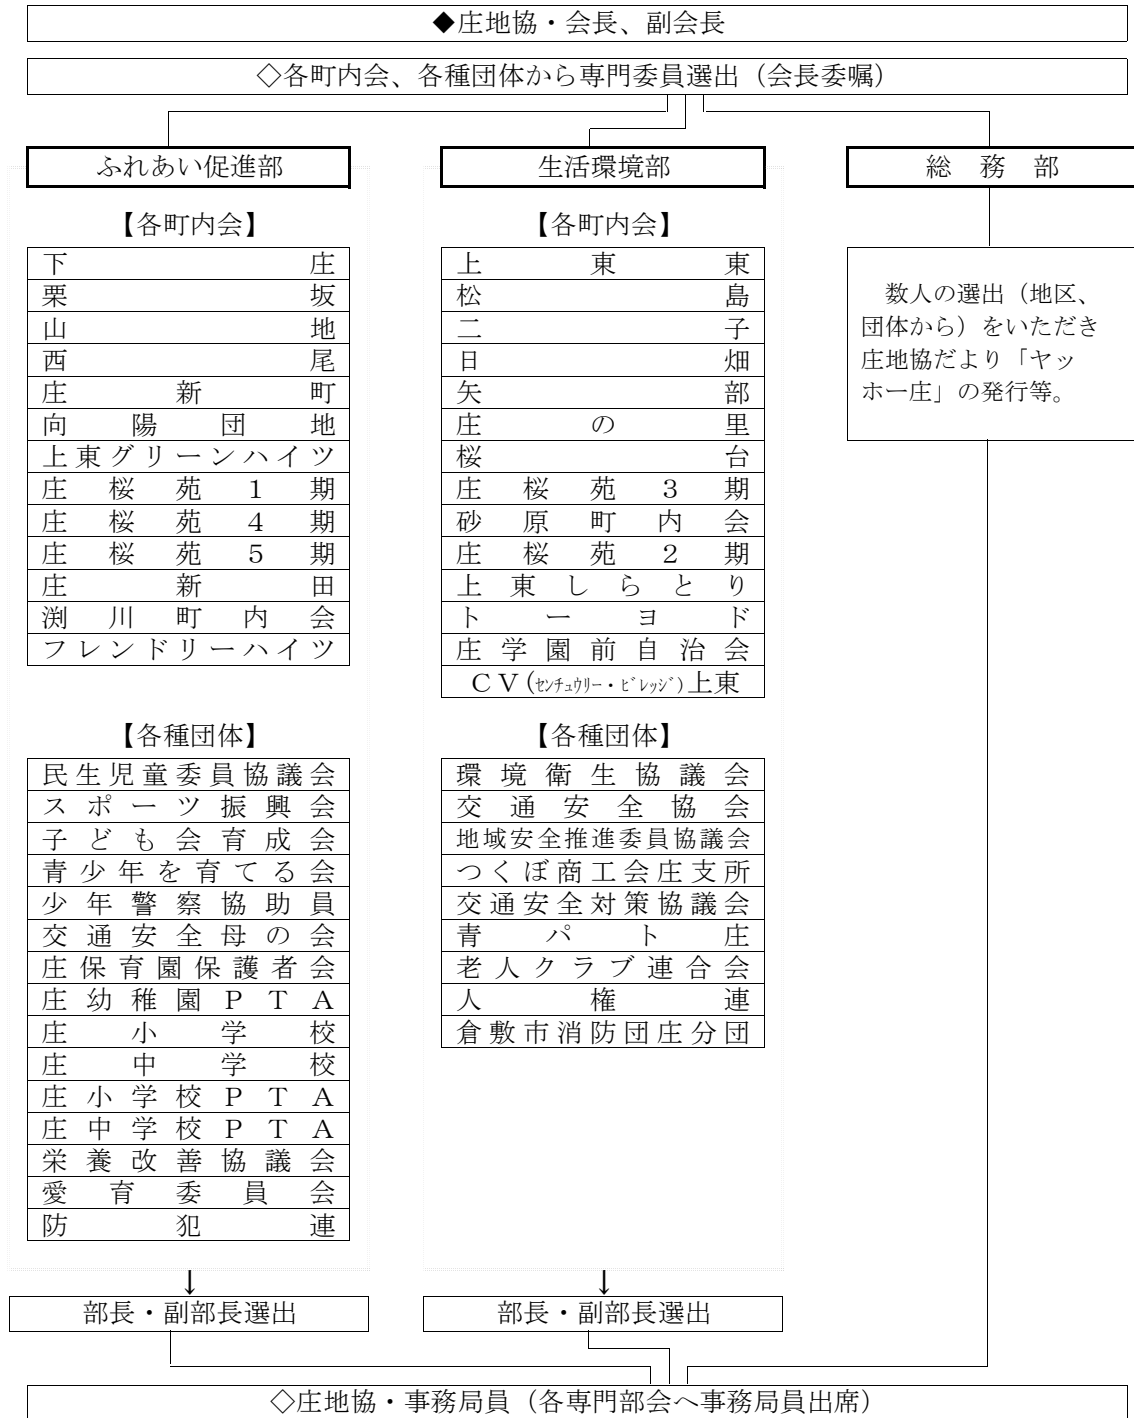 ◆庄地協・会長、副会長
◇各町内会、各種団体から専門委員選出（会長委嘱）
ふれあい促進部
【各町内会】
下庄
栗坂
山地
西尾
庄新町
向陽団地
上東グリーンハイツ
庄桜苑１期
庄桜苑４期
庄桜苑５期
庄新田
渕川町内会
フレンドリーハイツ
【各種団体】
民生児童委員協議会
スポーツ振興会
子ども会育成会
青少年を育てる会
少年警察協助員
交通安全母の会
庄保育園保護者会
庄幼稚園ＰＴＡ
庄小学校
庄中学校
庄小学校ＰＴＡ
庄中学校ＰＴＡ
栄養改善協議会
愛育委員会
防犯連
↓
部長・副部長選出
生活環境部
【各町内会】
上東東
松島
二子
日畑
矢部
庄の里
桜台
庄桜苑３期
砂原町内会
庄桜苑２期
上東しらとり
トーヨド
庄学園前自治会
ＣＶ(ｾﾝﾁｭｳﾘｰ・ﾋﾞﾚｯｼﾞ)上東
【各種団体】
環境衛生協議会
交通安全協会
地域安全推進委員協議会
つくぼ商工会庄支所
交通安全対策協議会
青パト庄
老人クラブ連合会
人権連
倉敷市消防団庄分団
↓
部長・副部長選出
総　務　部
数人の選出（地区、
団体から）をいただき
庄地協だより「ヤッ
ホー庄」の発行等。
◇庄地協・事務局員（各専門部会へ事務局員出席）